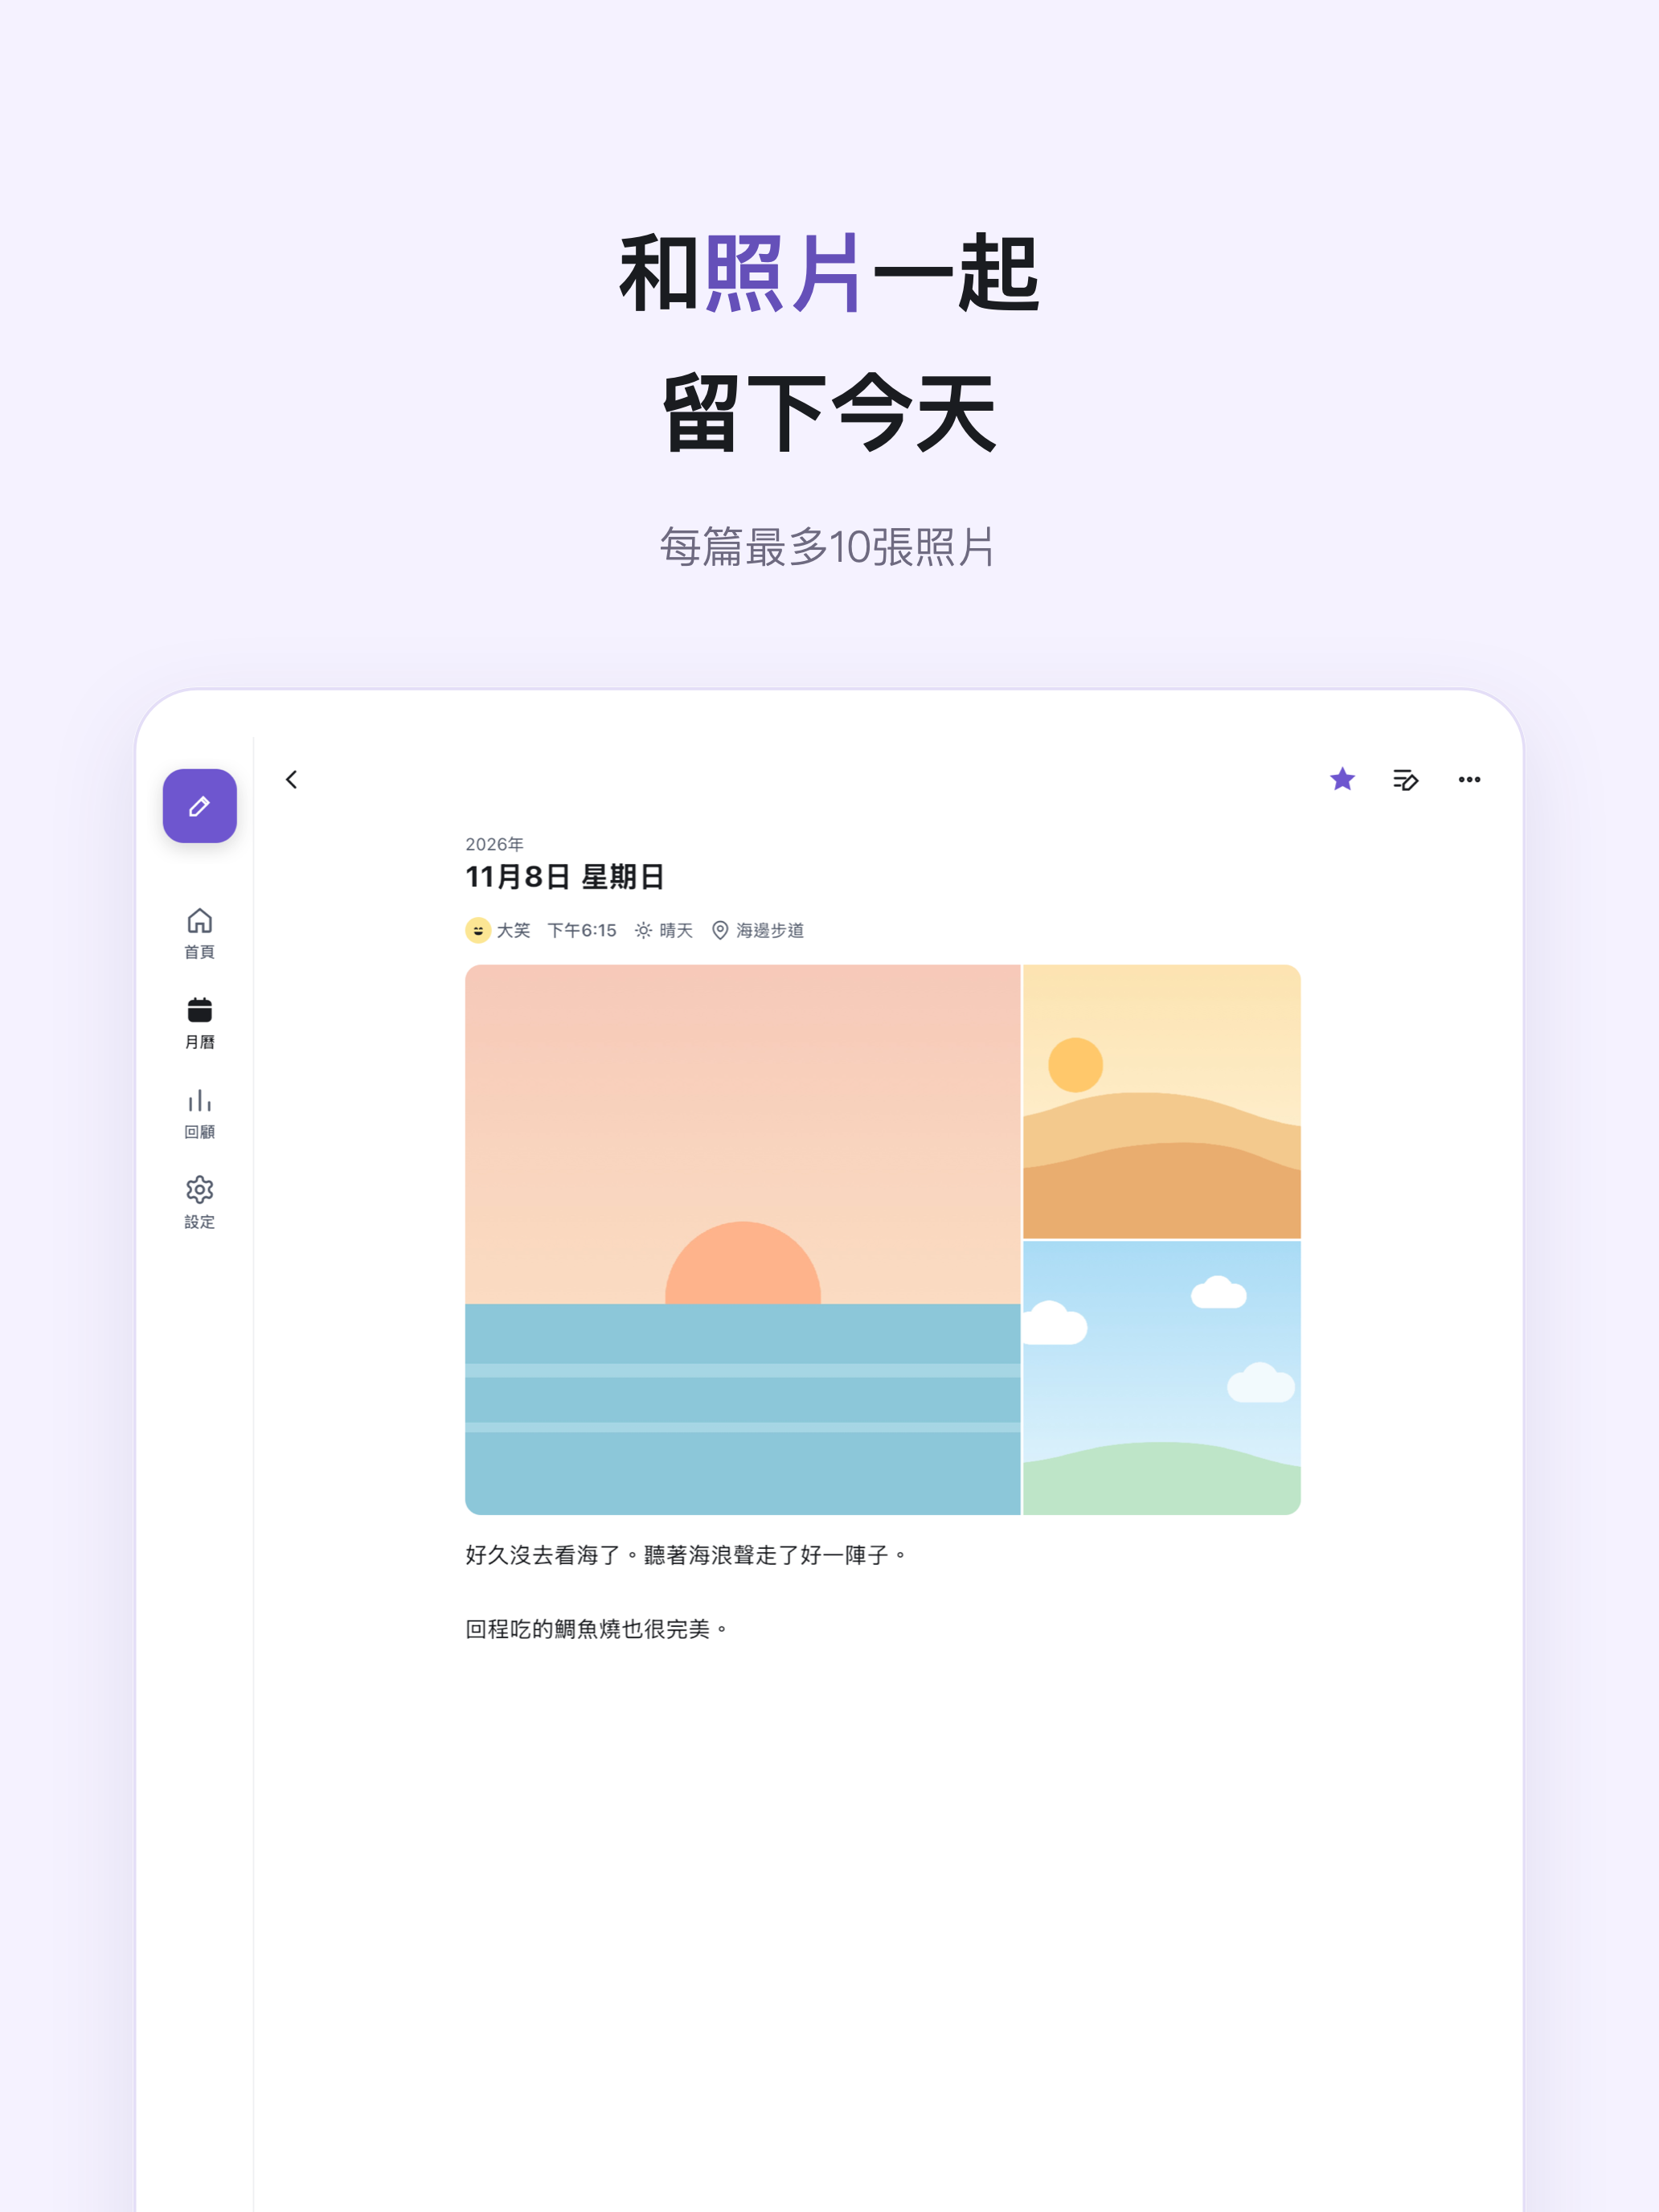 和照片一起
留下今天
每篇最多10張照片
首頁
月曆
回顧
設定
2026年
11月8日 星期日
大笑 下午6:15 晴天 海邊步道
好久沒去看海了。聽著海浪聲走了好一陣子。
回程吃的鯛魚燒也很完美。